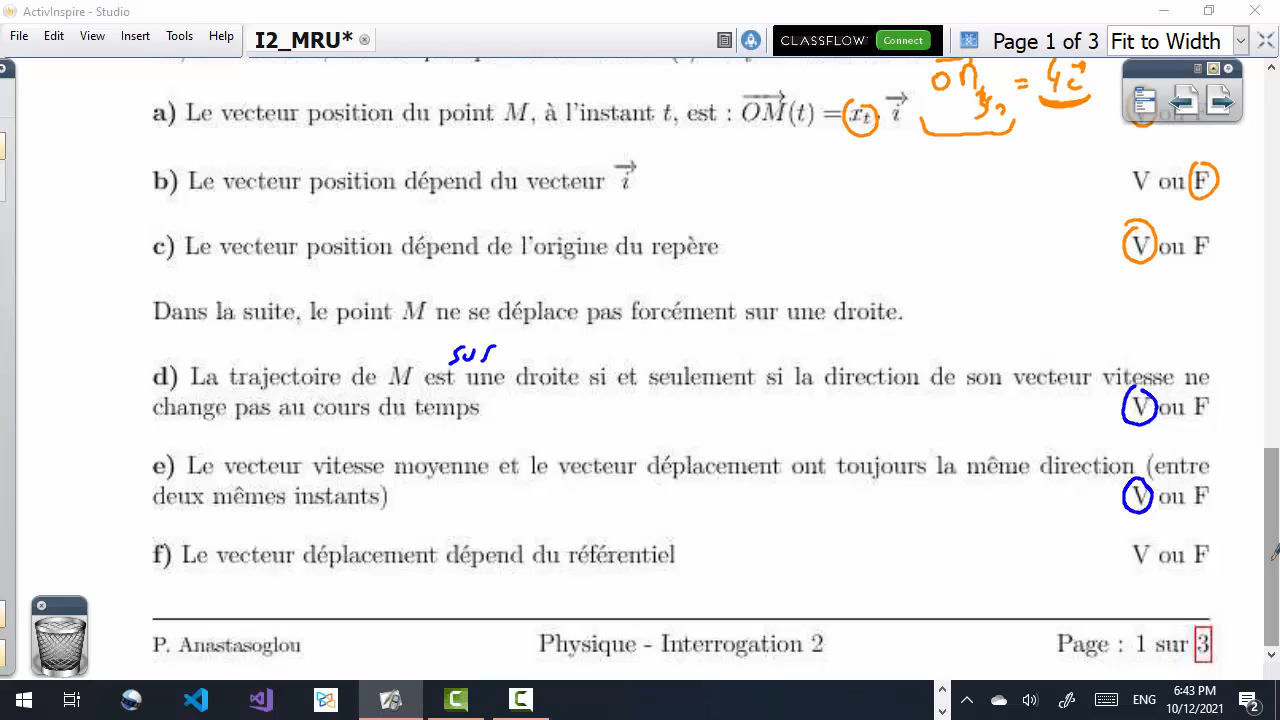 ActivInspire - Studio
File Edit View Insert Tools Help I2_MRU* CLASSFLOW Connect Page 1 of 3 Fit to Width
a) Le vecteur position du point M, à l'instant t, est : OM(t) = x_t . i
b) Le vecteur position dépend du vecteur i V ou F
c) Le vecteur position dépend de l'origine du repère V ou F
Dans la suite, le point M ne se déplace pas forcément sur une droite.
sur
d) La trajectoire de M est une droite si et seulement si la direction de son vecteur vitesse ne
change pas au cours du temps V ou F
e) Le vecteur vitesse moyenne et le vecteur déplacement ont toujours la même direction (entre
deux mêmes instants) V ou F
f) Le vecteur déplacement dépend du référentiel V ou F
P. Anastasoglou Physique - Interrogation 2 Page : 1 sur 3
ENG 6:43 PM
10/12/2021 2